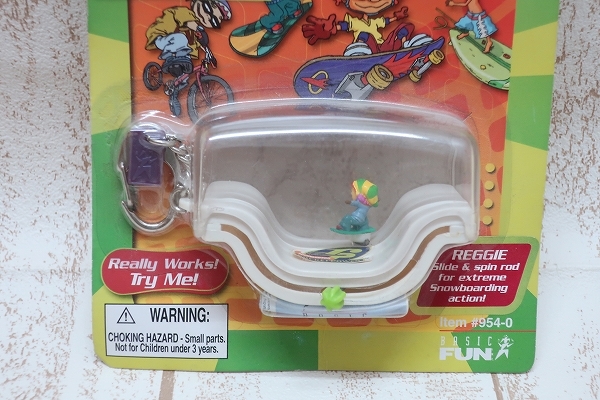 Really Works!
Try Me!
REGGIE
Slide & spin rod
for extreme
Snowboarding
action!
Item #954-0
BASIC
FUN
WARNING:
CHOKING HAZARD - Small parts.
Not for Children under 3 years.